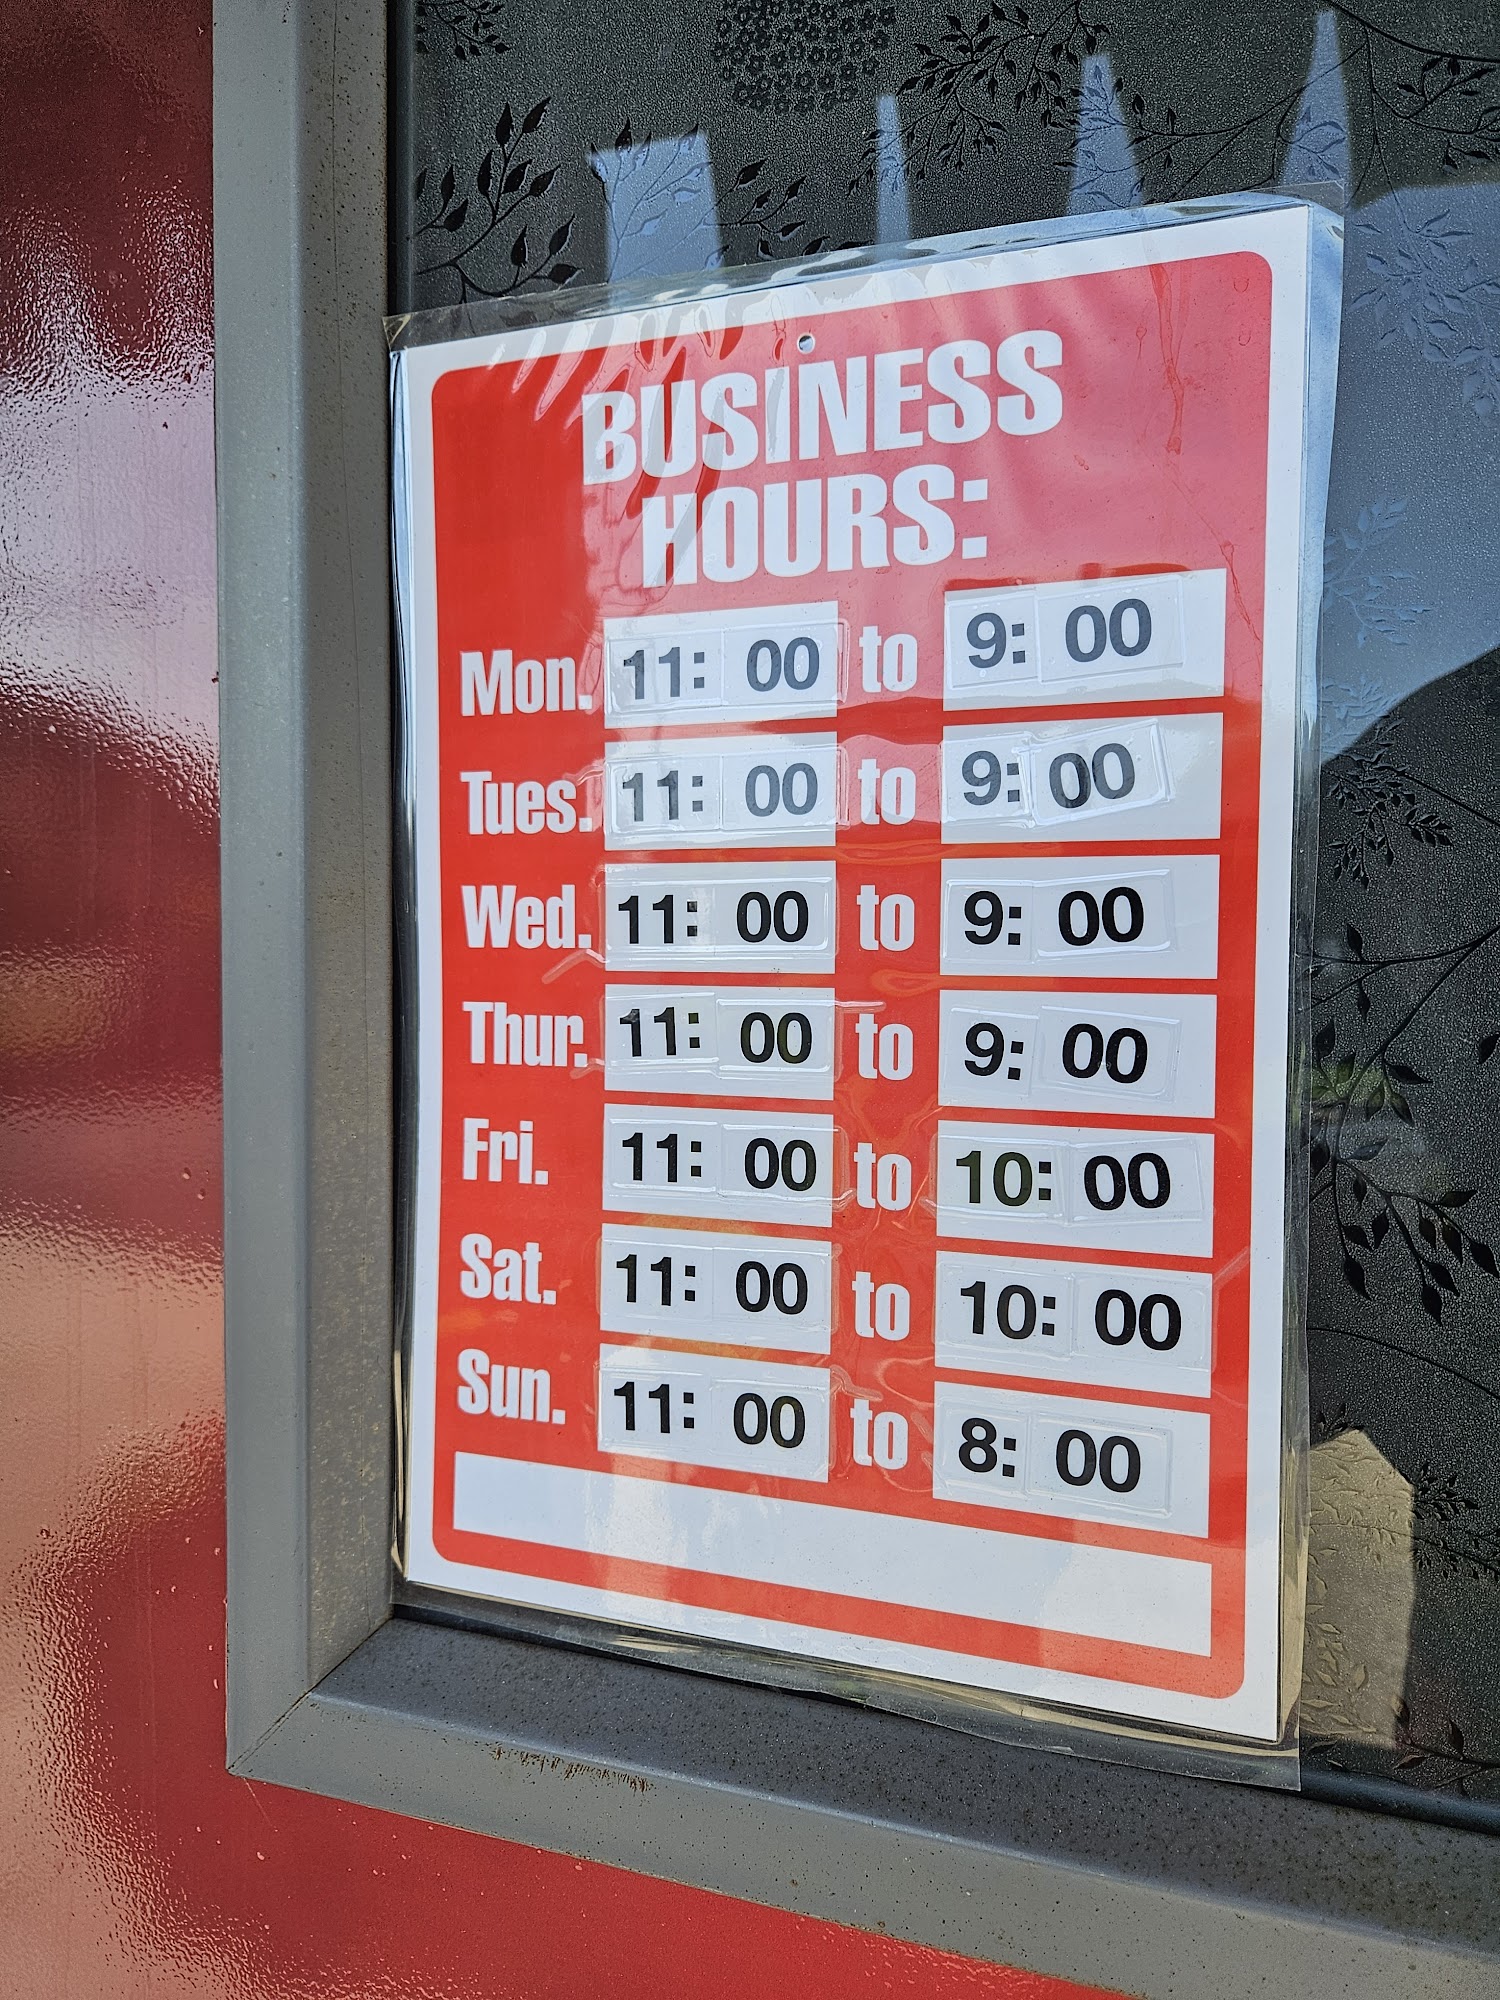 BUSINESS
HOURS:
Mon. 11: 00 to 9: 00
Tues. 11: 00 to 9: 00
Wed. 11: 00 to 9: 00
Thur. 11: 00 to 9: 00
Fri. 11: 00 to 10: 00
Sat. 11: 00 to 10: 00
Sun. 11: 00 to 8: 00